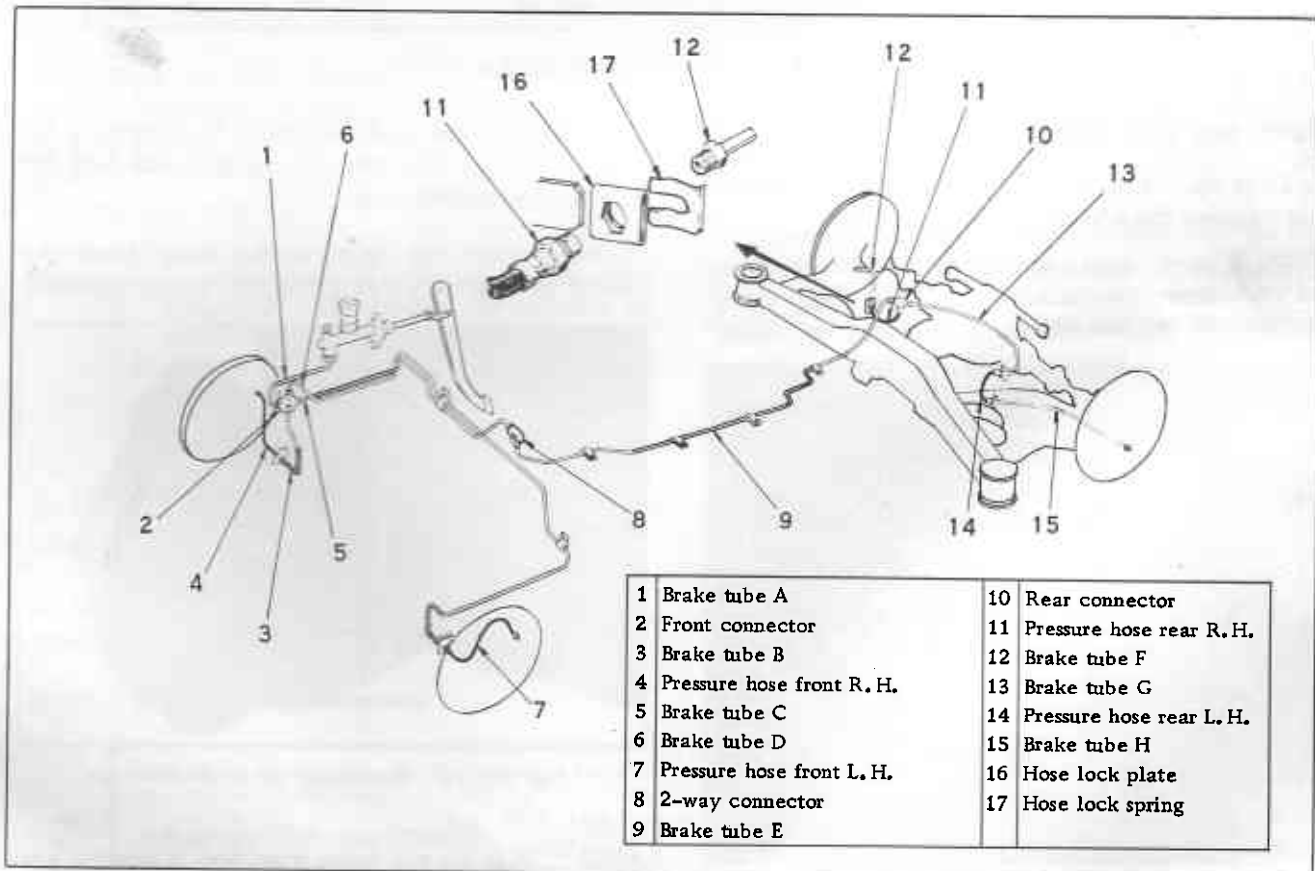 12
12
17
16
11
11
10
6
13
1
2
8
9
14
15
4
5
3
7
1 Brake tube A
2 Front connector
3 Brake tube B
4 Pressure hose front R.H.
5 Brake tube C
6 Brake tube D
7 Pressure hose front L.H.
8 2-way connector
9 Brake tube E
10 Rear connector
11 Pressure hose rear R.H.
12 Brake tube F
13 Brake tube G
14 Pressure hose rear L.H.
15 Brake tube H
16 Hose lock plate
17 Hose lock spring